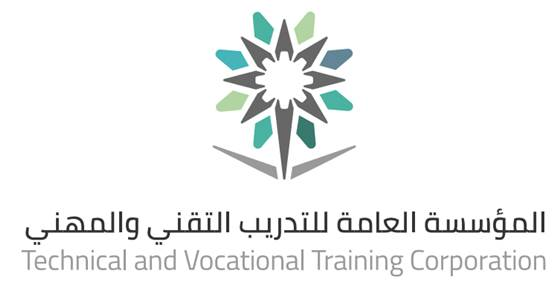 المؤسسة العامة للتدريب التقني والمهني
Technical and Vocational Training Corporation